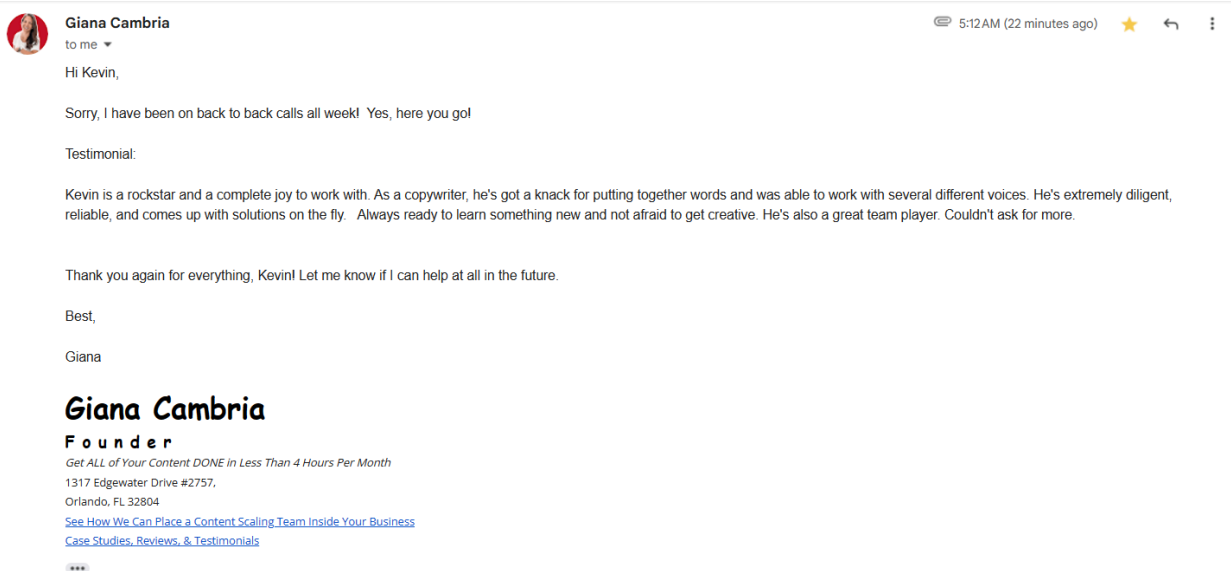 Giana Cambria
5:12 AM (22 minutes ago)
to me
Hi Kevin,
Sorry, I have been on back to back calls all week!  Yes, here you go!
Testimonial:
Kevin is a rockstar and a complete joy to work with. As a copywriter, he's got a knack for putting together words and was able to work with several different voices. He's extremely diligent,
reliable, and comes up with solutions on the fly.   Always ready to learn something new and not afraid to get creative. He's also a great team player. Couldn't ask for more.
Thank you again for everything, Kevin! Let me know if I can help at all in the future.
Best,
Giana
Giana Cambria
Founder
Get ALL of Your Content DONE in Less Than 4 Hours Per Month
1317 Edgewater Drive #2757,
Orlando, FL 32804
See How We Can Place a Content Scaling Team Inside Your Business
Case Studies, Reviews, & Testimonials